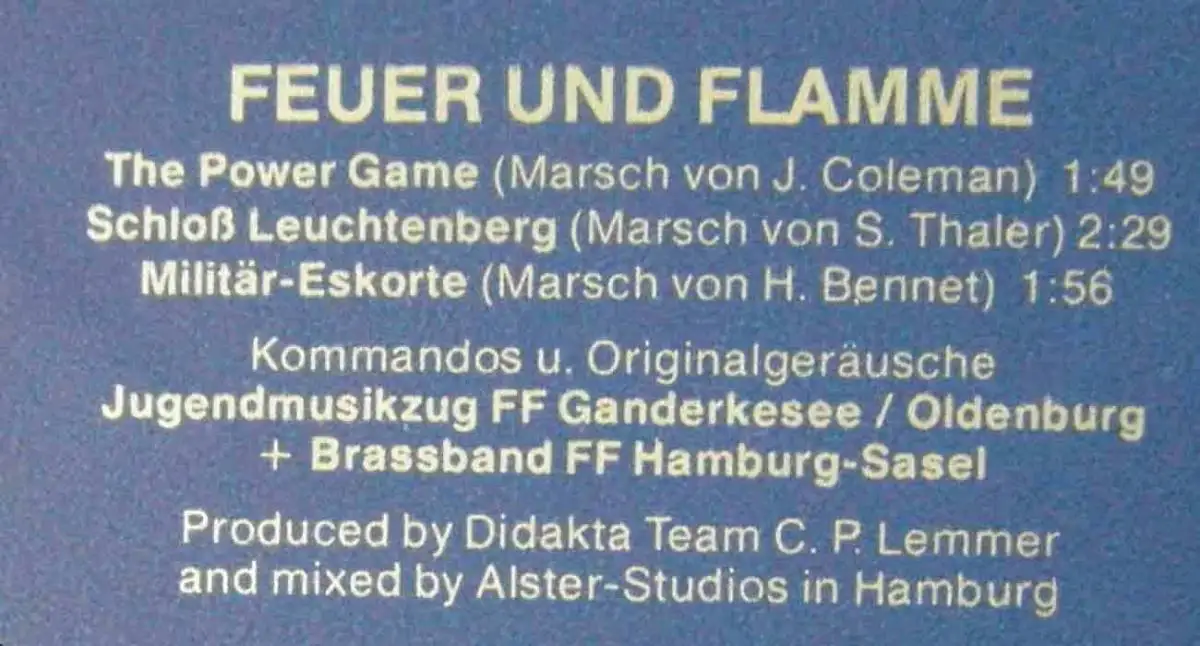 FEUER UND FLAMME
The Power Game (Marsch von J. Coleman) 1:49
Schloß Leuchtenberg (Marsch von S. Thaler) 2:29
Militär-Eskorte (Marsch von H. Bennet) 1:56
Kommandos u. Originalgeräusche
Jugendmusikzug FF Ganderkesee / Oldenburg
+ Brassband FF Hamburg-Sasel
Produced by Didakta Team C. P. Lemmer
and mixed by Alster-Studios in Hamburg